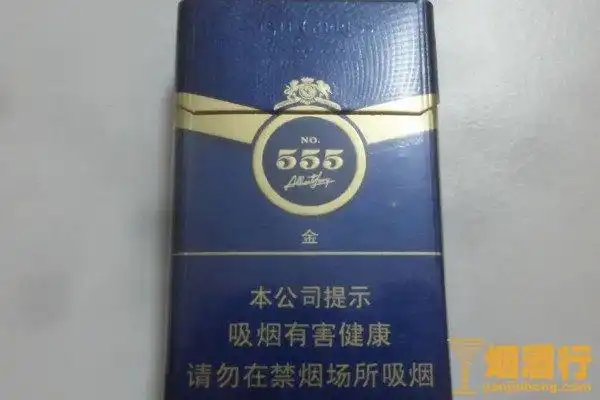 NO.
555
金
本公司提示
吸烟有害健康
请勿在禁烟场所吸烟
烟酒行